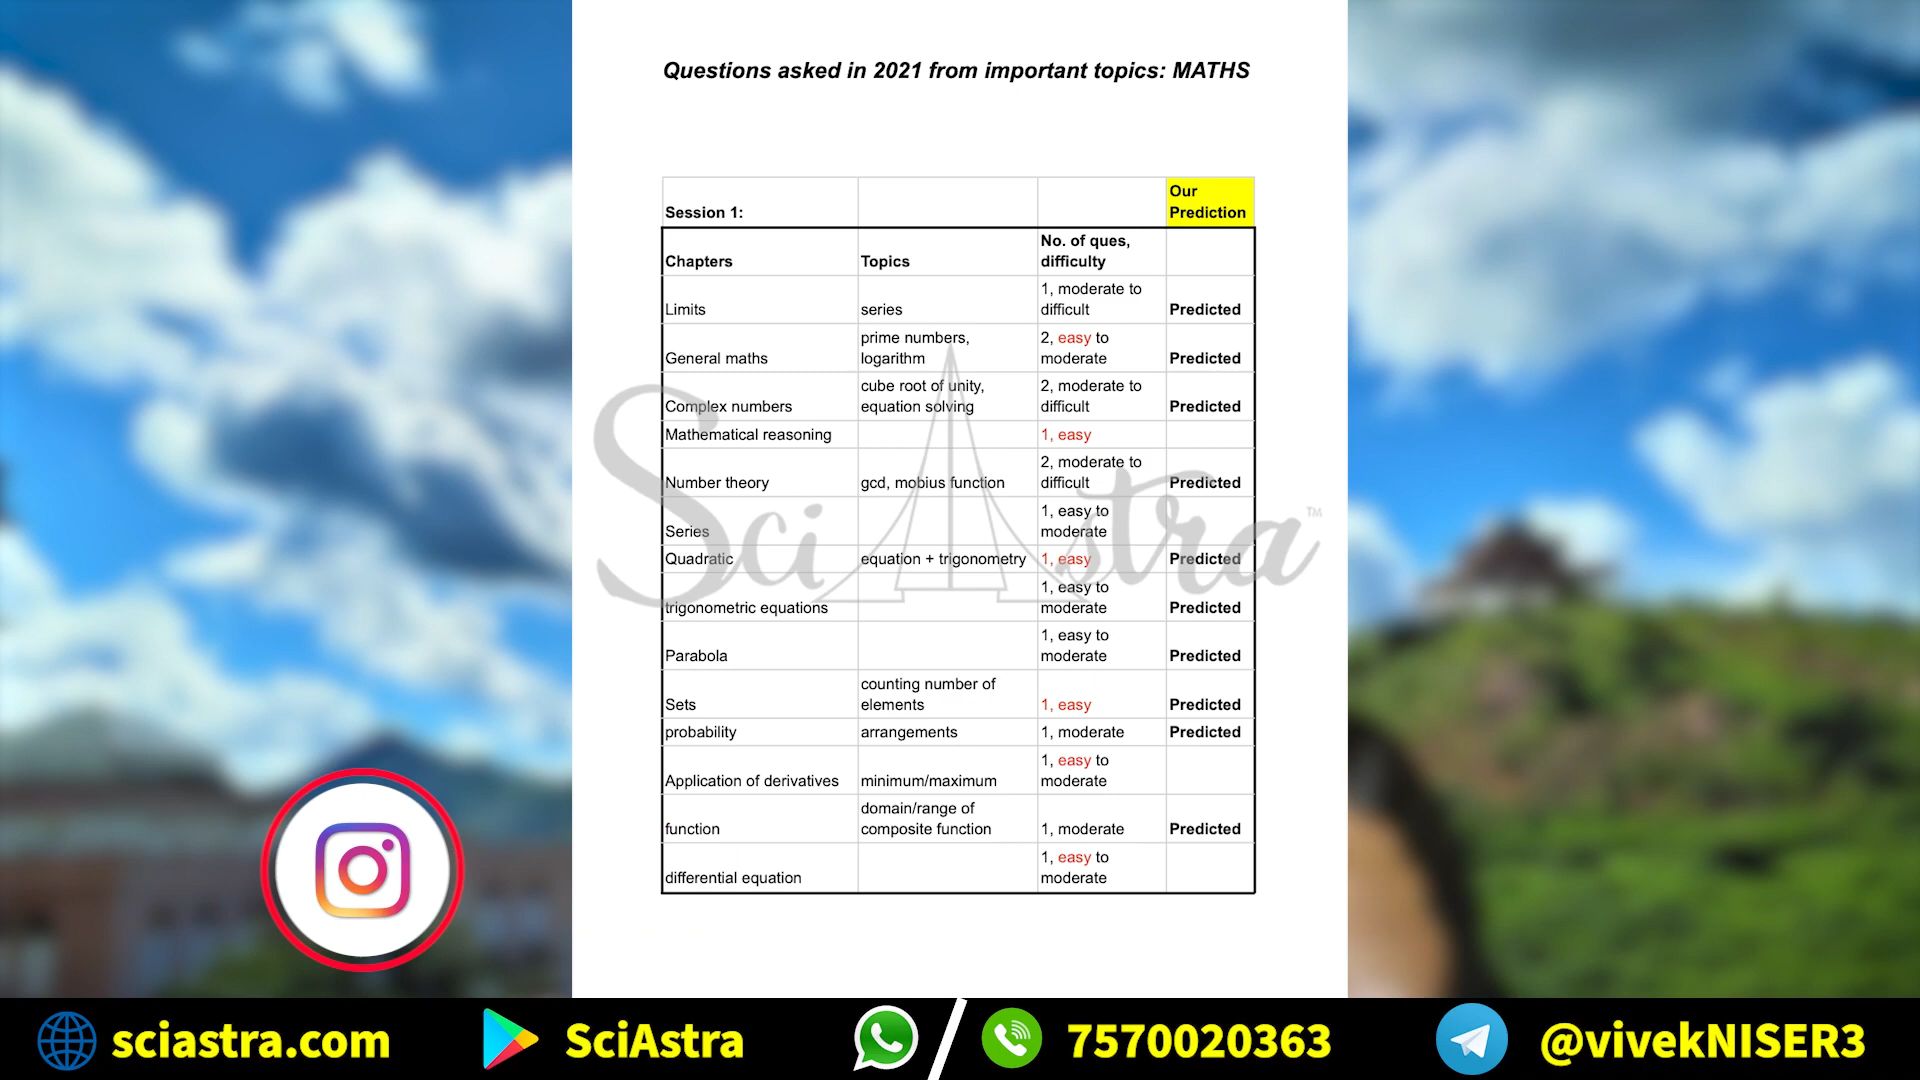 Questions asked in 2021 from important topics: MATHS
Our
Session 1: Prediction
No. of ques,
Chapters Topics difficulty
1, moderate to
Limits series difficult Predicted
prime numbers, 2, easy to
General maths logarithm moderate Predicted
cube root of unity, 2, moderate to
Complex numbers equation solving difficult Predicted
Mathematical reasoning 1, easy
2, moderate to
Number theory gcd, mobius function difficult Predicted
1, easy to
Series moderate
Quadratic equation + trigonometry 1, easy Predicted
1, easy to
trigonometric equations moderate Predicted
1, easy to
Parabola moderate Predicted
counting number of
Sets elements 1, easy Predicted
probability arrangements 1, moderate Predicted
1, easy to
Application of derivatives minimum/maximum moderate
domain/range of
function composite function 1, moderate Predicted
1, easy to
differential equation moderate
SciAstra™
sciastra.com SciAstra 7570020363 @vivekNISER3